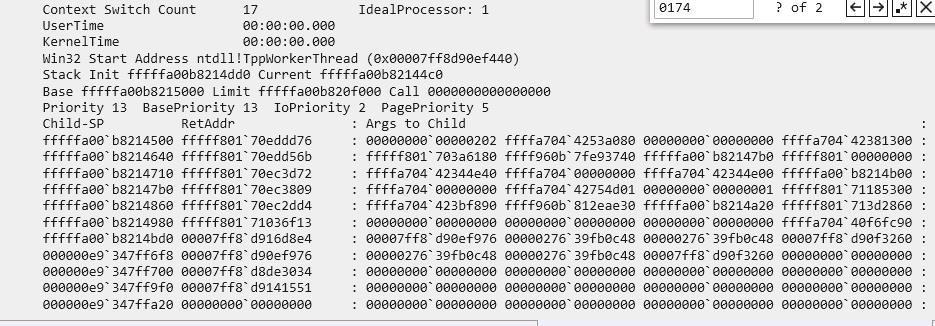 0174 ? of 2
Context Switch Count 17 IdealProcessor: 1
UserTime 00:00:00.000
KernelTime 00:00:00.000
Win32 Start Address ntdll!TppWorkerThread (0x00007ff8d90ef440)
Stack Init fffffa00b8214dd0 Current fffffa00b82144c0
Base fffffa00b8215000 Limit fffffa00b820f000 Call 0000000000000000
Priority 13 BasePriority 13 IoPriority 2 PagePriority 5
Child-SP RetAddr : Args to Child :
fffffa00`b8214500 fffff801`70eddd76 : 00000000`00000202 ffffa704`4253a080 00000000`00000000 ffffa704`42381300 :
fffffa00`b8214640 fffff801`70edd56b : fffff801`703a6180 ffff960b`7fe93740 fffffa00`b82147b0 fffff801`00000000 :
fffffa00`b8214710 fffff801`70ec3d72 : ffffa704`42344e40 ffffa704`00000000 ffffa704`42344e00 fffffa00`b8214b00 :
fffffa00`b82147b0 fffff801`70ec3809 : ffffa704`00000000 ffffa704`42754d01 00000000`00000001 fffff801`71185300 :
fffffa00`b8214860 fffff801`70ec2dd4 : ffffa704`423bf890 ffff960b`812eae30 fffffa00`b8214a20 fffff801`713d2860 :
fffffa00`b8214980 fffff801`71036f13 : 00000000`00000000 00000000`00000000 00000000`00000000 ffffa704`40f6fc90 :
fffffa00`b8214bd0 00007ff8`d916d8e4 : 00007ff8`d90ef976 00000276`39fb0c48 00000276`39fb0c48 00007ff8`d90f3260 :
000000e9`347ff6f8 00007ff8`d90ef976 : 00000276`39fb0c48 00000276`39fb0c48 00007ff8`d90f3260 00000000`00000000 :
000000e9`347ff700 00007ff8`d8de3034 : 00000000`00000000 00000000`00000000 00000000`00000000 00000000`00000000 :
000000e9`347ff9f0 00007ff8`d9141551 : 00000000`00000000 00000000`00000000 00000000`00000000 00000000`00000000 :
000000e9`347ffa20 00000000`00000000 : 00000000`00000000 00000000`00000000 00000000`00000000 00000000`00000000 :